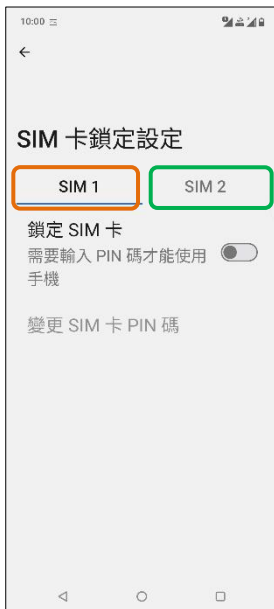 10:00
SIM 卡鎖定設定
SIM 1
SIM 2
鎖定 SIM 卡
需要輸入 PIN 碼才能使用
手機
變更 SIM 卡 PIN 碼